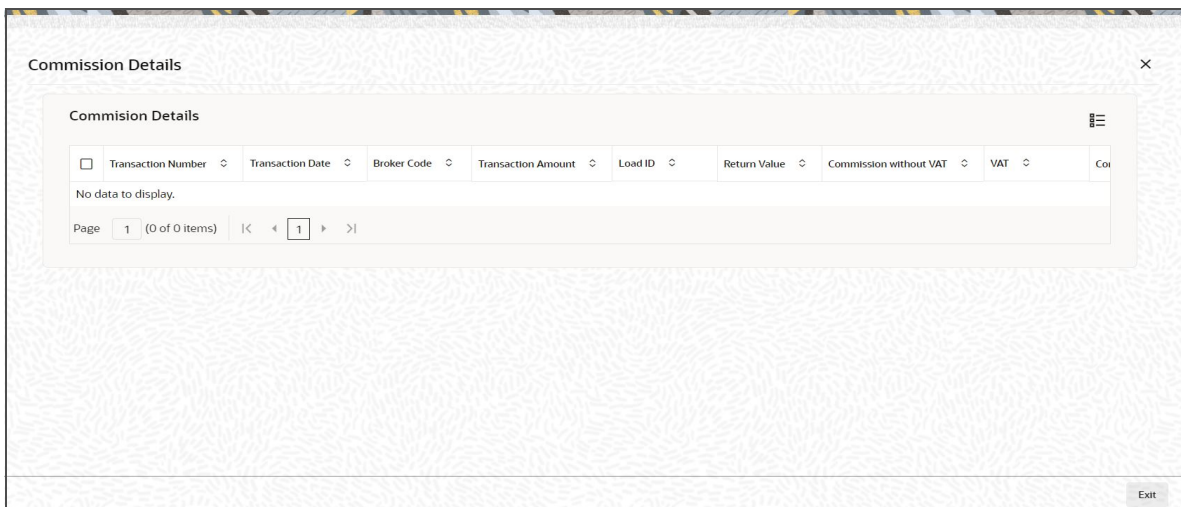 Commission Details
Commision Details
Transaction Number Transaction Date Broker Code Transaction Amount Load ID Return Value Commission without VAT VAT
No data to display.
Page 1 (0 of 0 items) 1
Exit